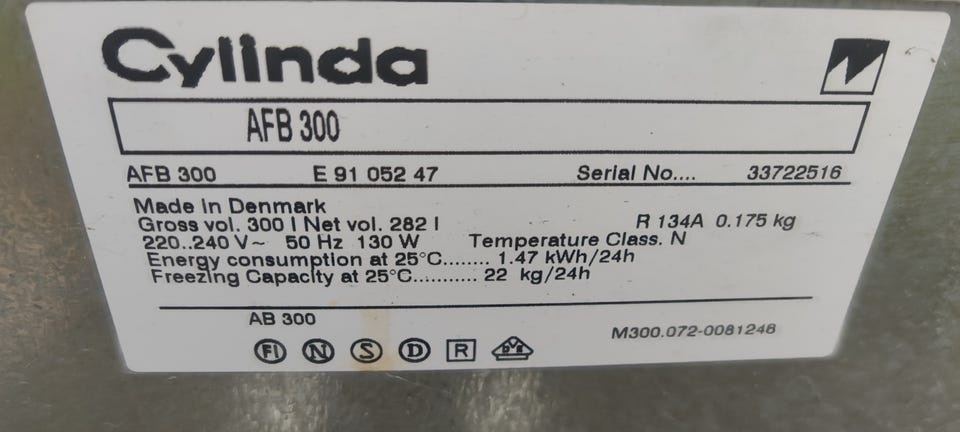 Cylinda
AFB 300
AFB 300 E 91 052 47 Serial No.... 33722516
Made in Denmark
Gross vol. 300 l Net vol. 282 l R 134A 0.175 kg
220..240 V~ 50 Hz 130 W Temperature Class. N
Energy consumption at 25°C........ 1.47 kWh/24h
Freezing Capacity at 25°C........... 22 kg/24h
AB 300
M300.072-0081248
FI N S D R DVE